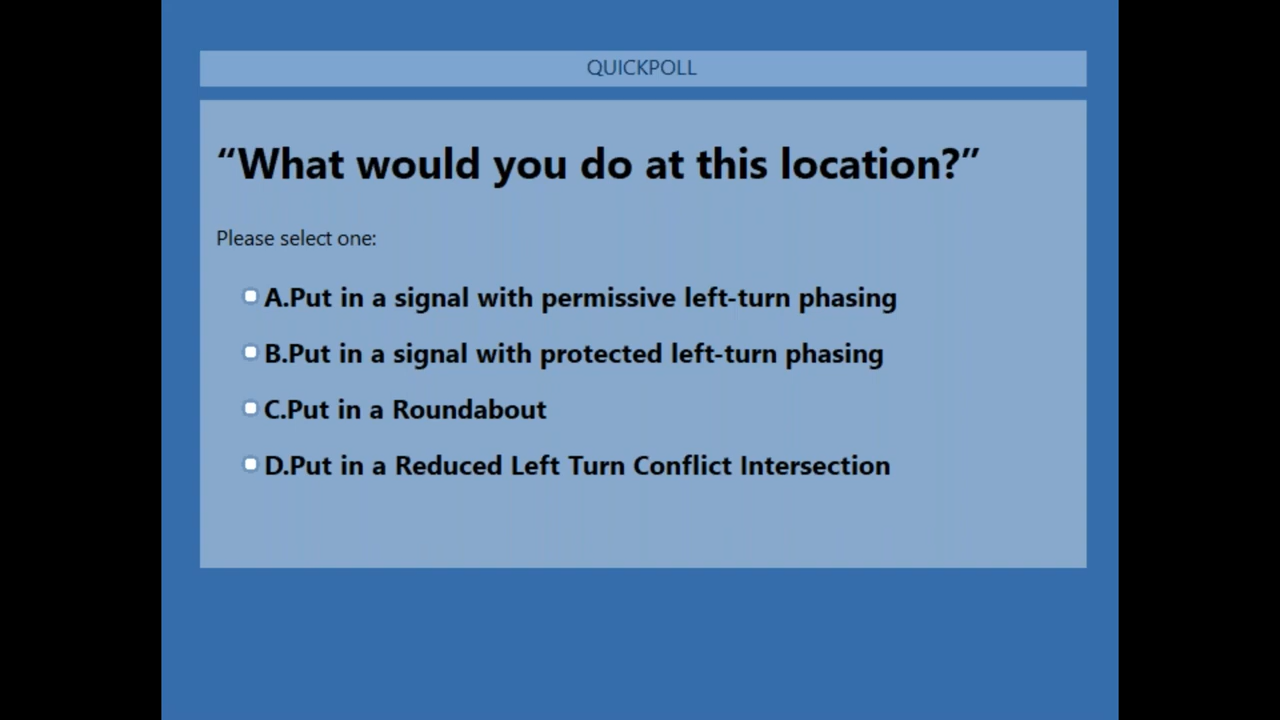 QUICKPOLL
“What would you do at this location?”
Please select one:
A.Put in a signal with permissive left-turn phasing
B.Put in a signal with protected left-turn phasing
C.Put in a Roundabout
D.Put in a Reduced Left Turn Conflict Intersection